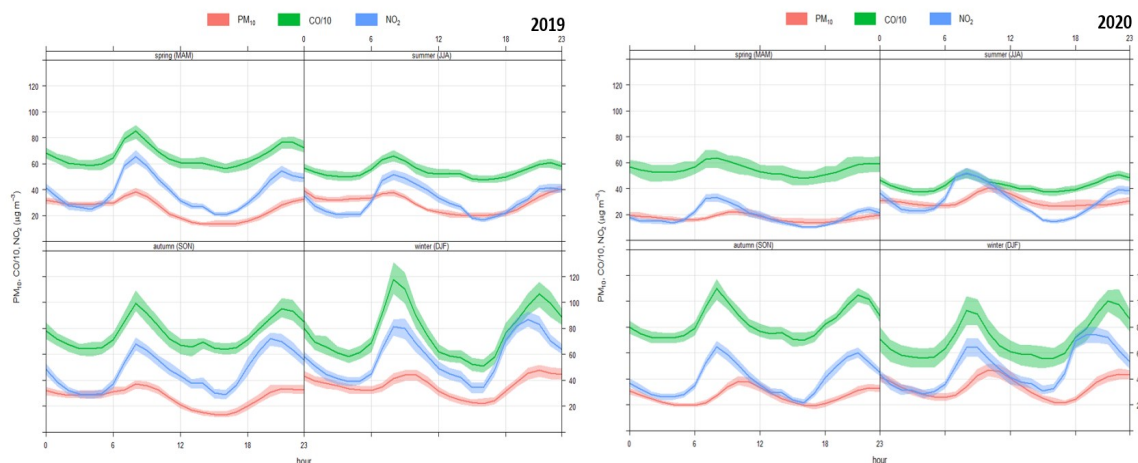 PM₁₀ CO/10 NO₂ 2019
0 6 12 23
spring (MAM) summer (JJA)
120
100
80
60
40
20
autumn (SON) winter (DJF)
120
100
80
60
40
20
0 6 12 18 23
hour
PM₁₀, CO/10, NO₂ (µg m⁻³)
PM₁₀ CO/10 NO₂ 2020
0 6 12 18 23
spring (MAM) summer (JJA)
120
100
80
60
40
20
autumn (SON) winter (DJF)
0 6 12 18 23
hour
PM₁₀, CO/10, NO₂ (µg m⁻³)